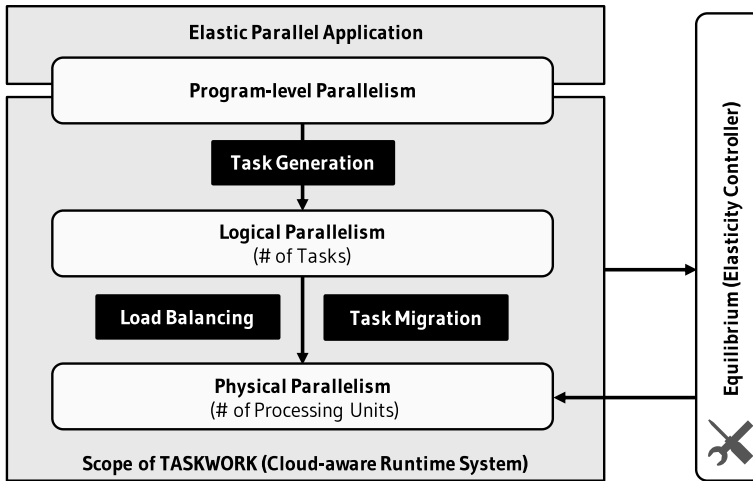 Elastic Parallel Application
Program-level Parallelism
Task Generation
Logical Parallelism
(# of Tasks)
Load Balancing
Task Migration
Physical Parallelism
(# of Processing Units)
Scope of TASKWORK (Cloud-aware Runtime System)
Equilibrium (Elasticity Controller)